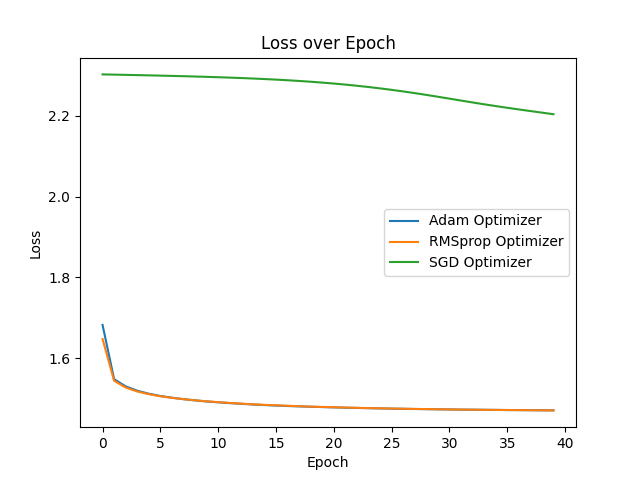 Loss over Epoch
Loss
2.2
2.0
1.8
1.6
Adam Optimizer
RMSprop Optimizer
SGD Optimizer
0 5 10 15 20 25 30 35 40
Epoch